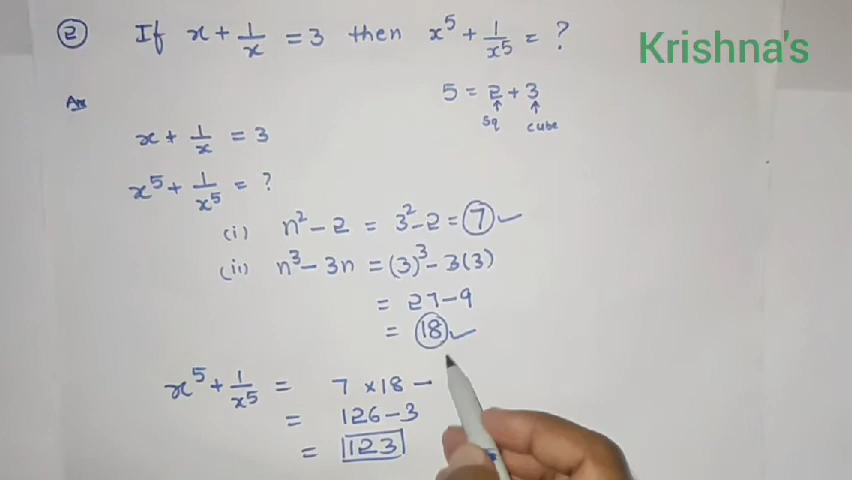 ② If x + 1/x = 3 then x⁵ + 1/x⁵ = ?
Krishna's
5 = 2 + 3
↑ ↑
Sq cube
Ans
x + 1/x = 3
x⁵ + 1/x⁵ = ?
(i) n² - 2 = 3² - 2 = 7 ✓
(ii) n³ - 3n = (3)³ - 3(3)
= 27 - 9
= 18 ✓
x⁵ + 1/x⁵ = 7 × 18 -
= 126 - 3
= 123